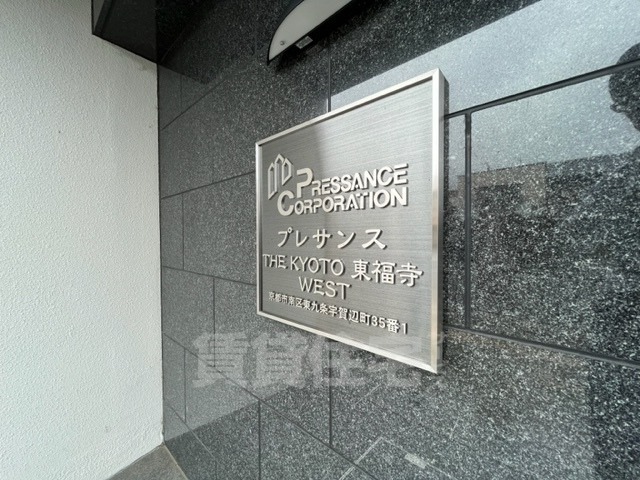 PRESSANCE
CORPORATION
プレサンス
THE KYOTO 東福寺
WEST
京都市南区東九条宇賀辺町35番1
賃貸住宅